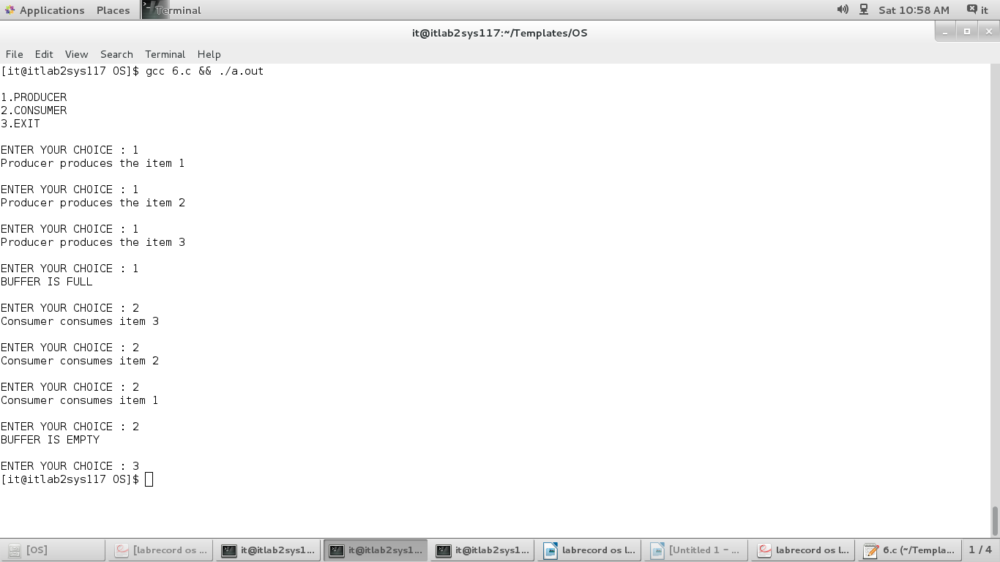 Applications Places Terminal Sat 10:58 AM it
it@itlab2sys117:~/Templates/OS
File Edit View Search Terminal Help
[it@itlab2sys117 OS]$ gcc 6.c && ./a.out
1.PRODUCER
2.CONSUMER
3.EXIT
ENTER YOUR CHOICE : 1
Producer produces the item 1
ENTER YOUR CHOICE : 1
Producer produces the item 2
ENTER YOUR CHOICE : 1
Producer produces the item 3
ENTER YOUR CHOICE : 1
BUFFER IS FULL
ENTER YOUR CHOICE : 2
Consumer consumes item 3
ENTER YOUR CHOICE : 2
Consumer consumes item 2
ENTER YOUR CHOICE : 2
Consumer consumes item 1
ENTER YOUR CHOICE : 2
BUFFER IS EMPTY
ENTER YOUR CHOICE : 3
[it@itlab2sys117 OS]$
[OS] [labrecord os ... it@itlab2sys1... it@itlab2sys1... it@itlab2sys1... labrecord os l... [Untitled 1 - ... labrecord os l... 6.c (~/Templa... 1 / 4